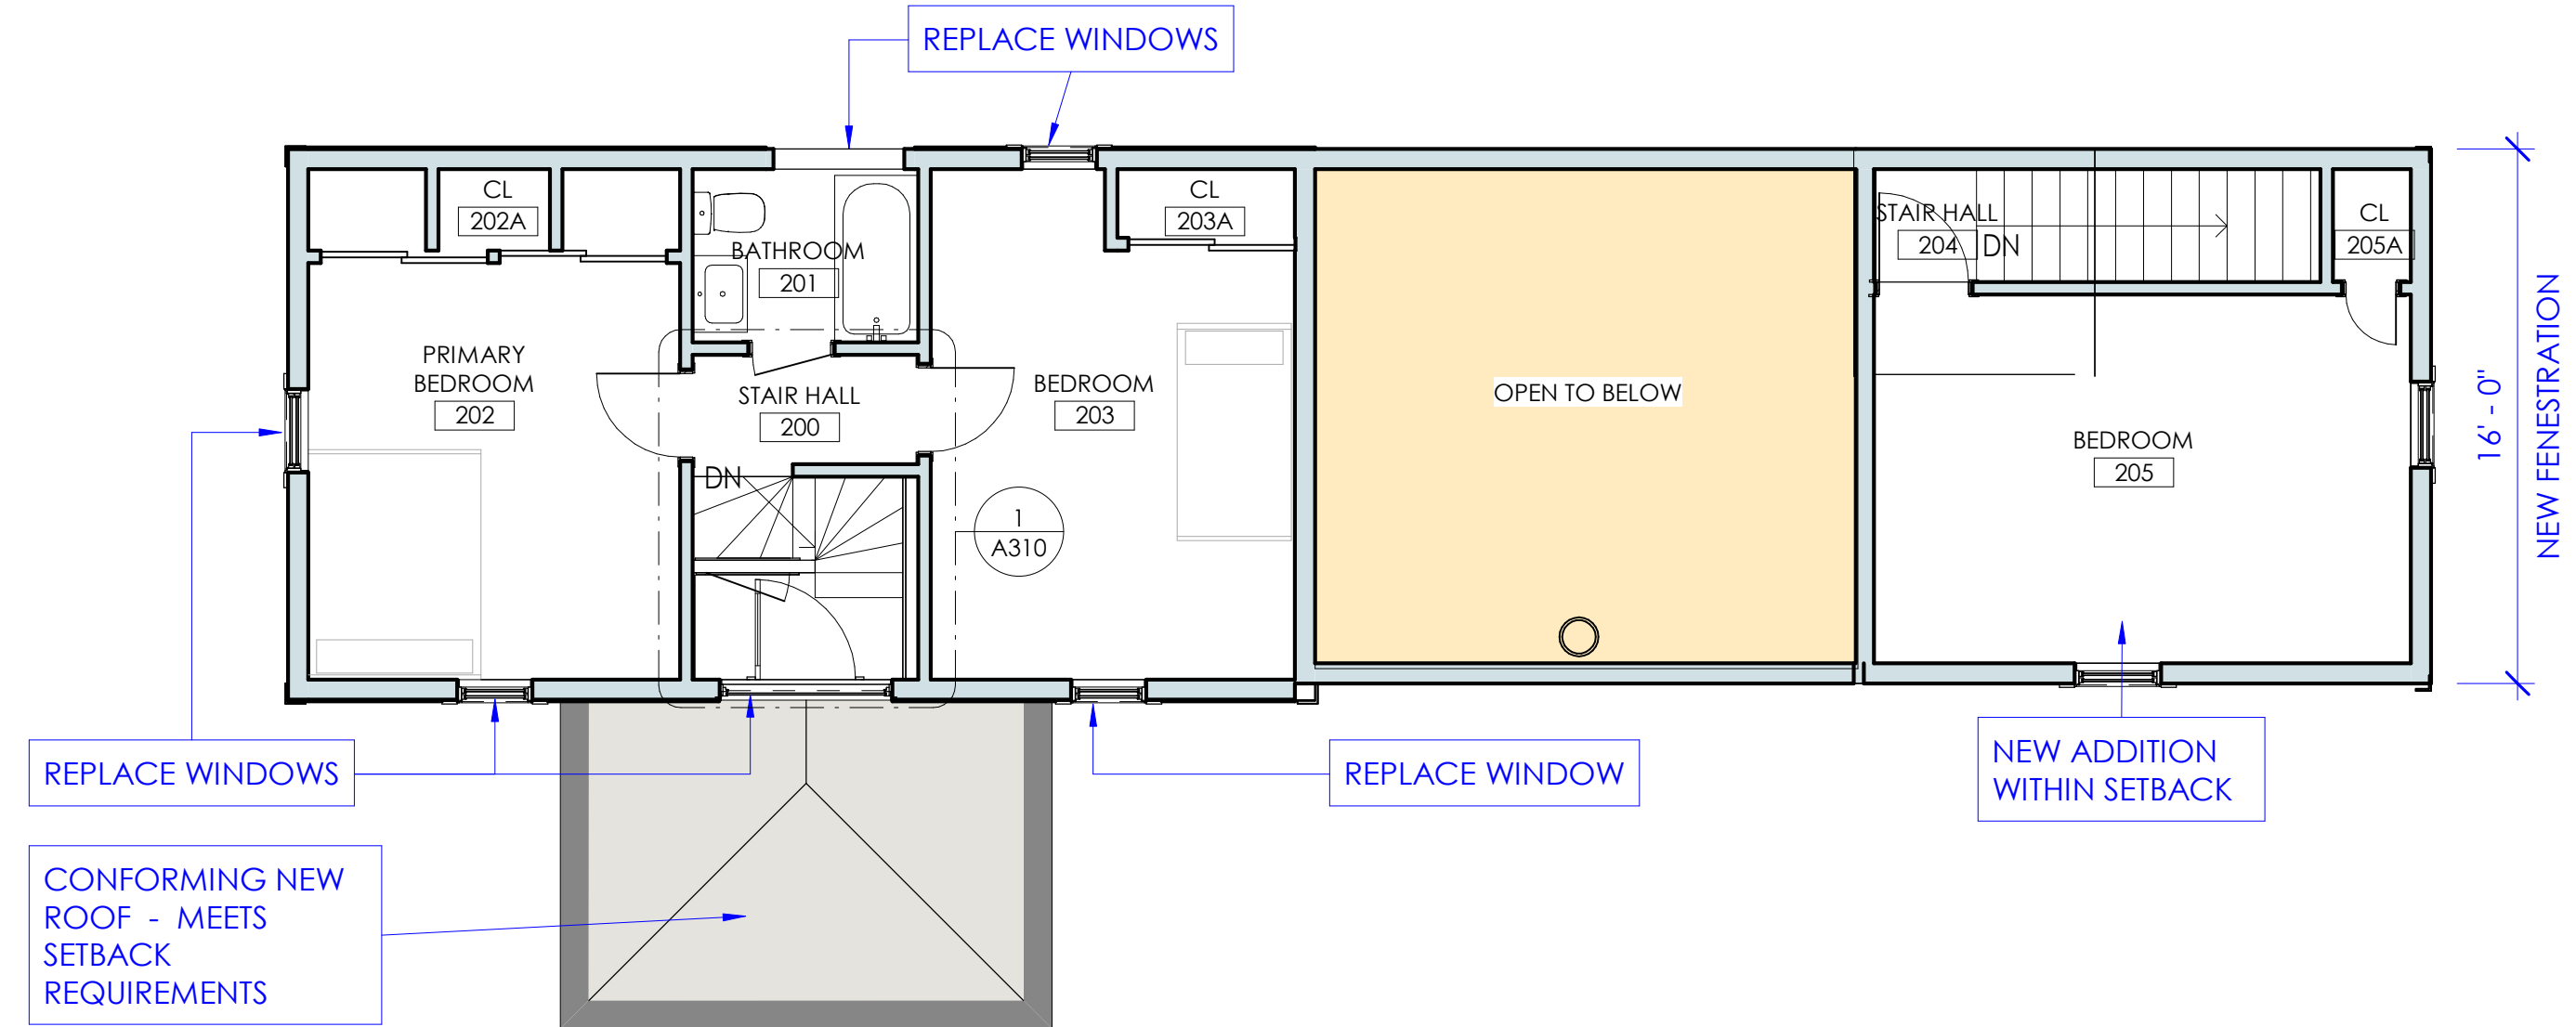 REPLACE WINDOWS
CL
202A
CL
203A
STAIR HALL
204
DN
CL
205A
BATHROOM
201
PRIMARY
BEDROOM
202
STAIR HALL
200
BEDROOM
203
OPEN TO BELOW
BEDROOM
205
16' - 0"
NEW FENESTRATION
DN
1
A310
REPLACE WINDOWS
REPLACE WINDOW
NEW ADDITION
WITHIN SETBACK
CONFORMING NEW
ROOF - MEETS
SETBACK
REQUIREMENTS